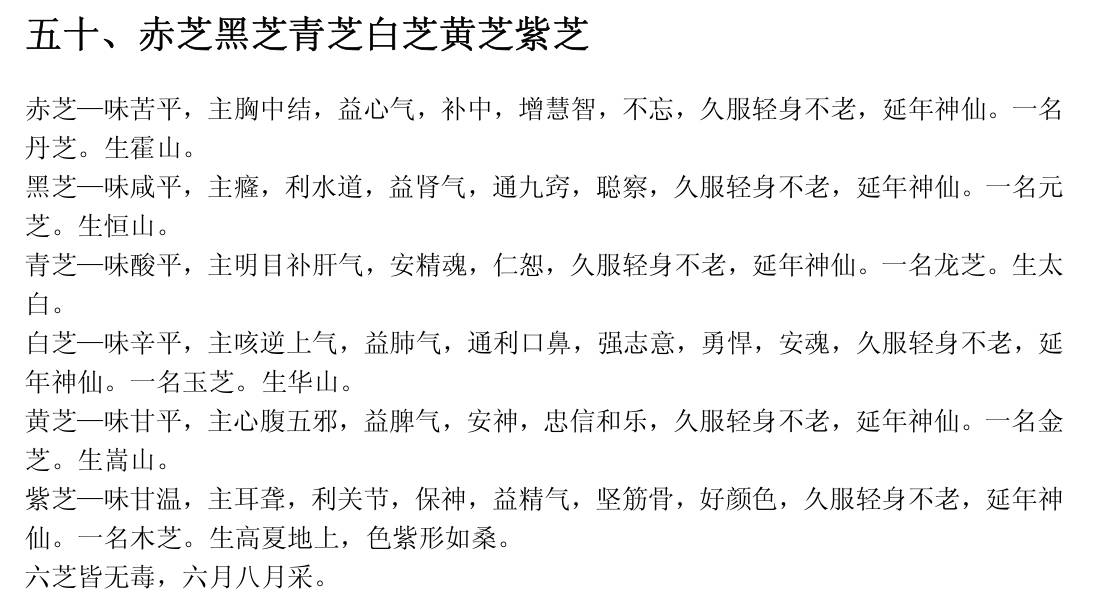 五十、赤芝黑芝青芝白芝黄芝紫芝
赤芝—味苦平，主胸中结，益心气，补中，增慧智，不忘，久服轻身不老，延年神仙。一名
丹芝。生霍山。
黑芝—味咸平，主癃，利水道，益肾气，通九窍，聪察，久服轻身不老，延年神仙。一名元
芝。生恒山。
青芝—味酸平，主明目补肝气，安精魂，仁恕，久服轻身不老，延年神仙。一名龙芝。生太
白。
白芝—味辛平，主咳逆上气，益肺气，通利口鼻，强志意，勇悍，安魂，久服轻身不老，延
年神仙。一名玉芝。生华山。
黄芝—味甘平，主心腹五邪，益脾气，安神，忠信和乐，久服轻身不老，延年神仙。一名金
芝。生嵩山。
紫芝—味甘温，主耳聋，利关节，保神，益精气，坚筋骨，好颜色，久服轻身不老，延年神
仙。一名木芝。生高夏地上，色紫形如桑。
六芝皆无毒，六月八月采。